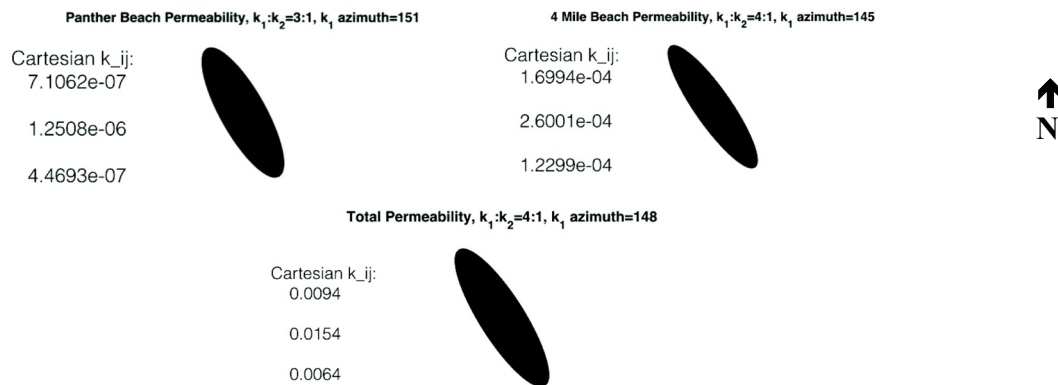 Panther Beach Permeability, k₁:k₂=3:1, k₁ azimuth=151
Cartesian k_ij:
7.1062e-07
1.2508e-06
4.4693e-07
4 Mile Beach Permeability, k₁:k₂=4:1, k₁ azimuth=145
Cartesian k_ij:
1.6994e-04
2.6001e-04
1.2299e-04
N
Total Permeability, k₁:k₂=4:1, k₁ azimuth=148
Cartesian k_ij:
0.0094
0.0154
0.0064